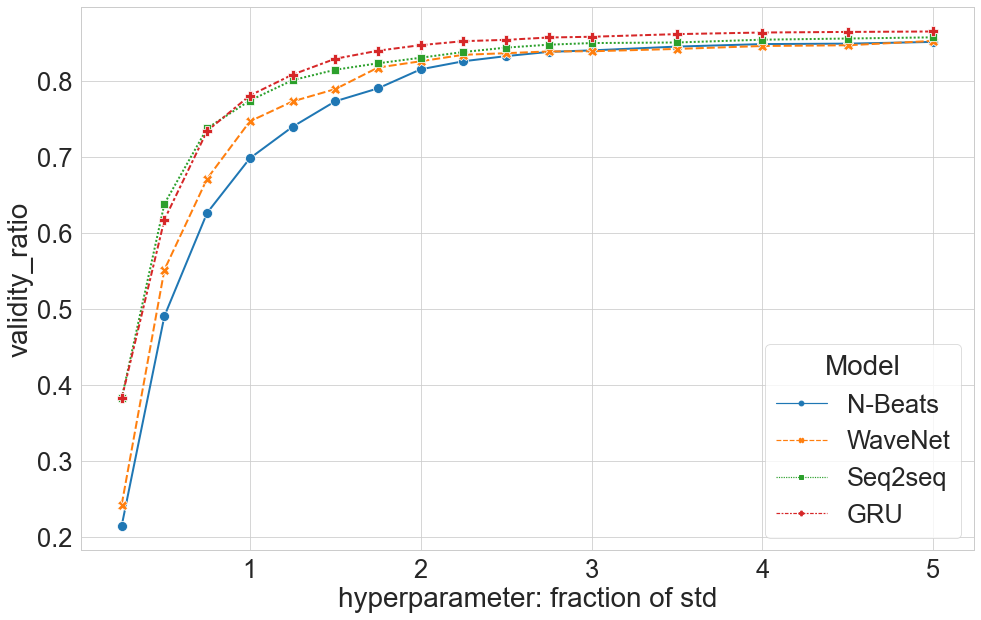 validity_ratio
0.8
0.7
0.6
0.5
0.4
0.3
0.2
1 2 3 4 5
hyperparameter: fraction of std
Model
N-Beats
WaveNet
Seq2seq
GRU